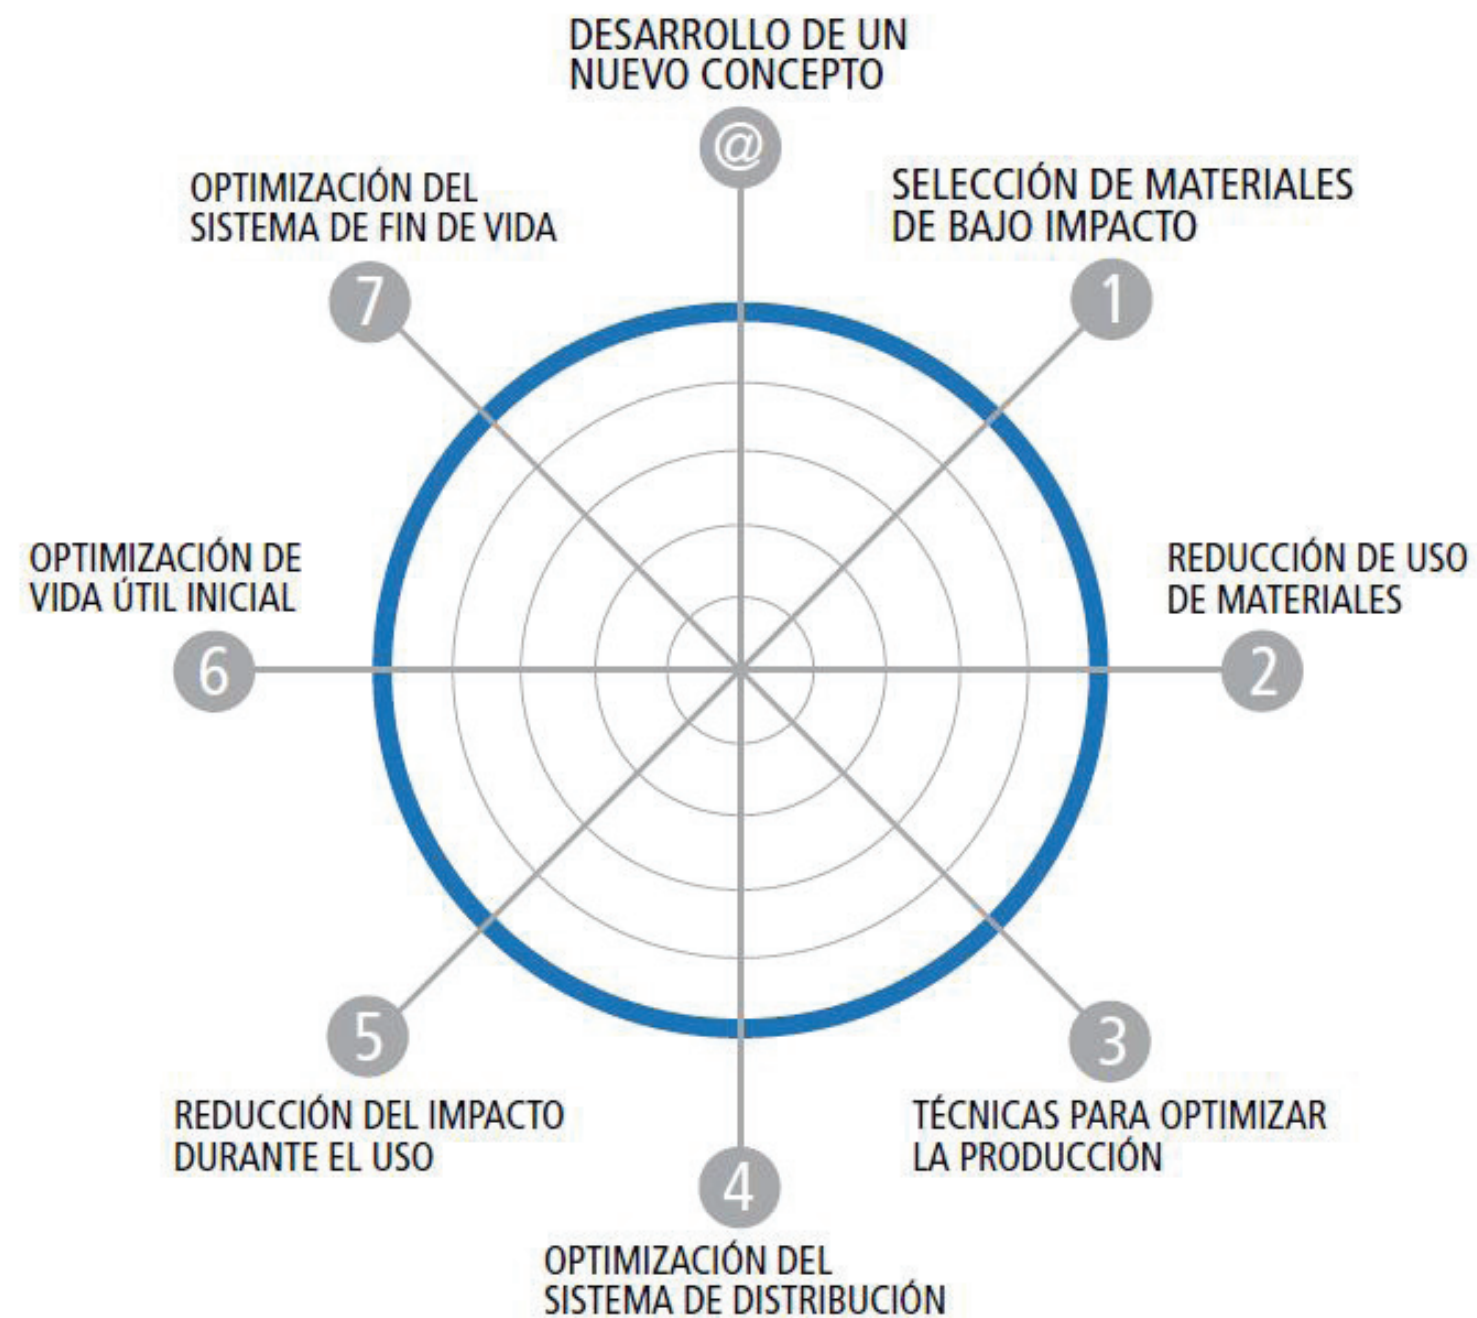 DESARROLLO DE UN
NUEVO CONCEPTO
@
SELECCIÓN DE MATERIALES
DE BAJO IMPACTO
1
REDUCCIÓN DE USO
DE MATERIALES
2
3
TÉCNICAS PARA OPTIMIZAR
LA PRODUCCIÓN
4
OPTIMIZACIÓN DEL
SISTEMA DE DISTRIBUCIÓN
5
REDUCCIÓN DEL IMPACTO
DURANTE EL USO
OPTIMIZACIÓN DE
VIDA ÚTIL INICIAL
6
OPTIMIZACIÓN DEL
SISTEMA DE FIN DE VIDA
7